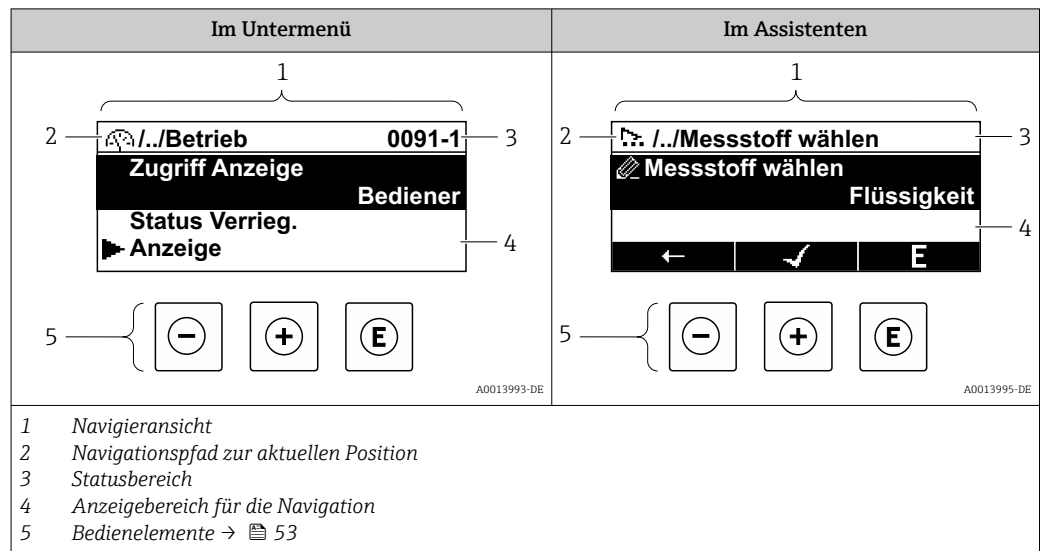 Im Untermenü
Im Assistenten
1
2
/../Betrieb 0091-1
3
Zugriff Anzeige
Bediener
Status Verrieg.
Anzeige
4
5
- + E
A0013993-DE
1
2
/../Messstoff wählen
3
Messstoff wählen
Flüssigkeit
4
← ✓ E
5
- + E
A0013995-DE
1 Navigieransicht
2 Navigationspfad zur aktuellen Position
3 Statusbereich
4 Anzeigebereich für die Navigation
5 Bedienelemente → 53